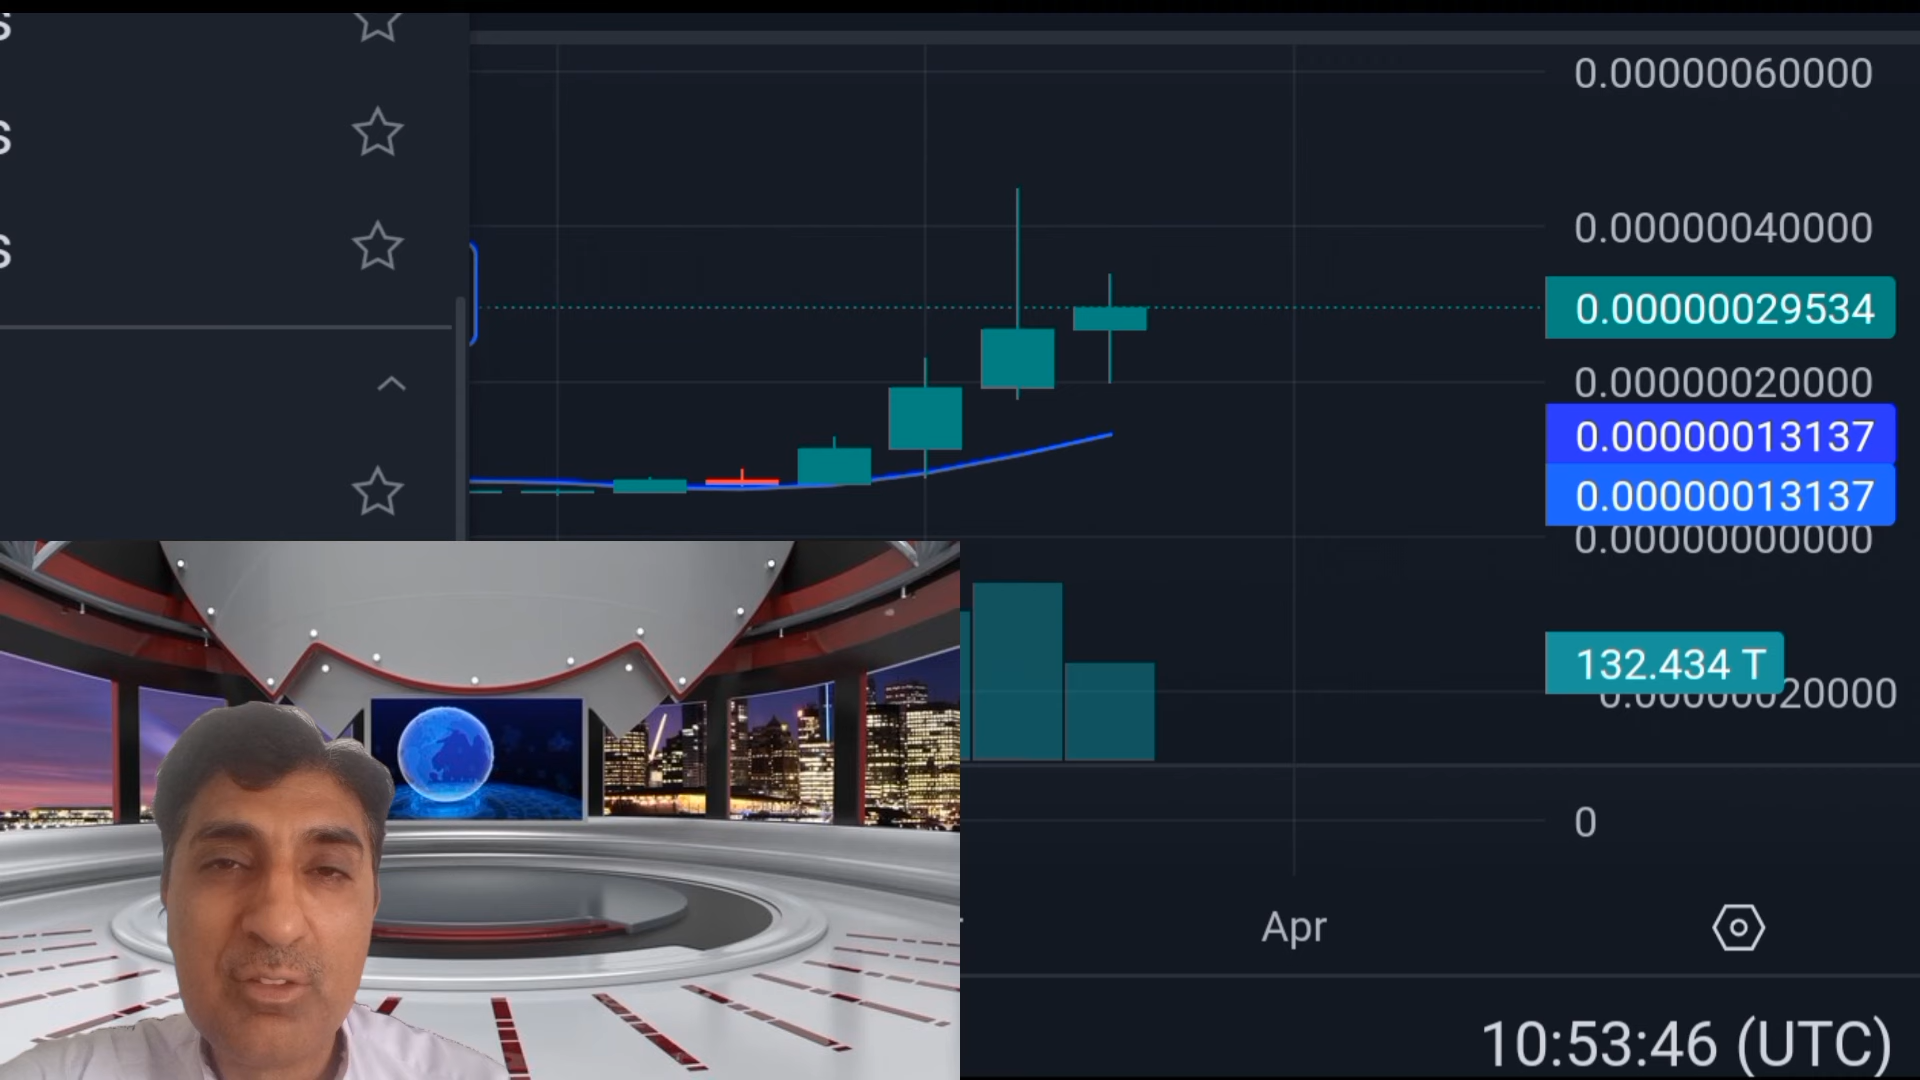 s
s
s
0.00000060000
0.00000040000
0.00000029534
0.00000020000
0.00000013137
0.00000013137
0.00000000000
132.434 T
0
Apr
10:53:46 (UTC)